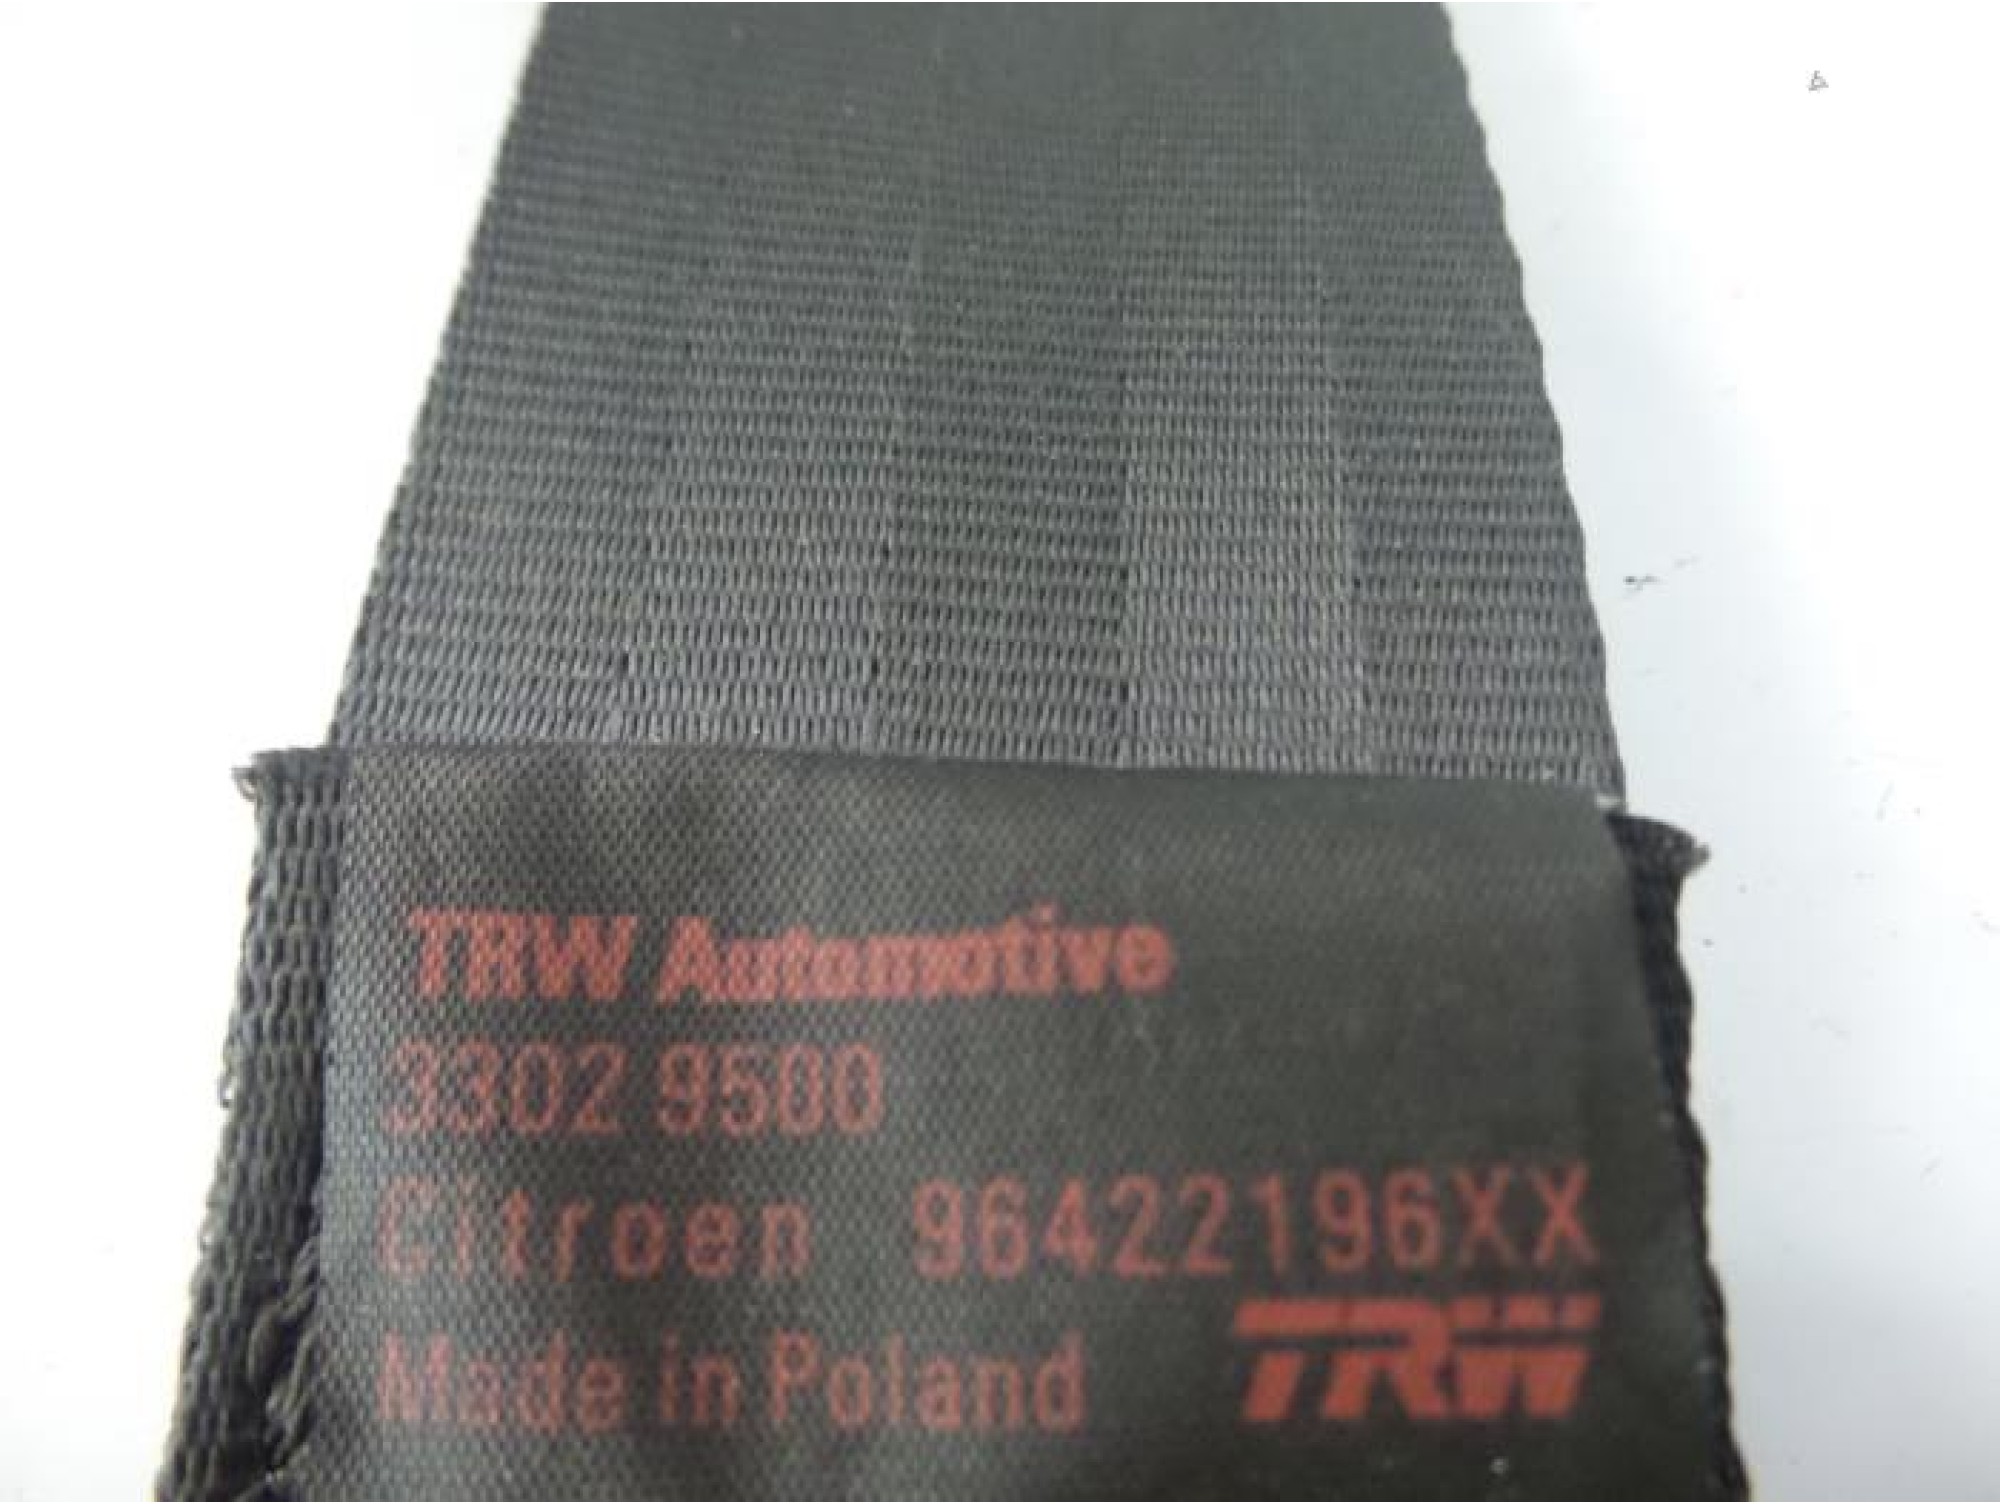 TRW Automotive
3302 9500
Citroen 96422196XX
Made in Poland
TRW